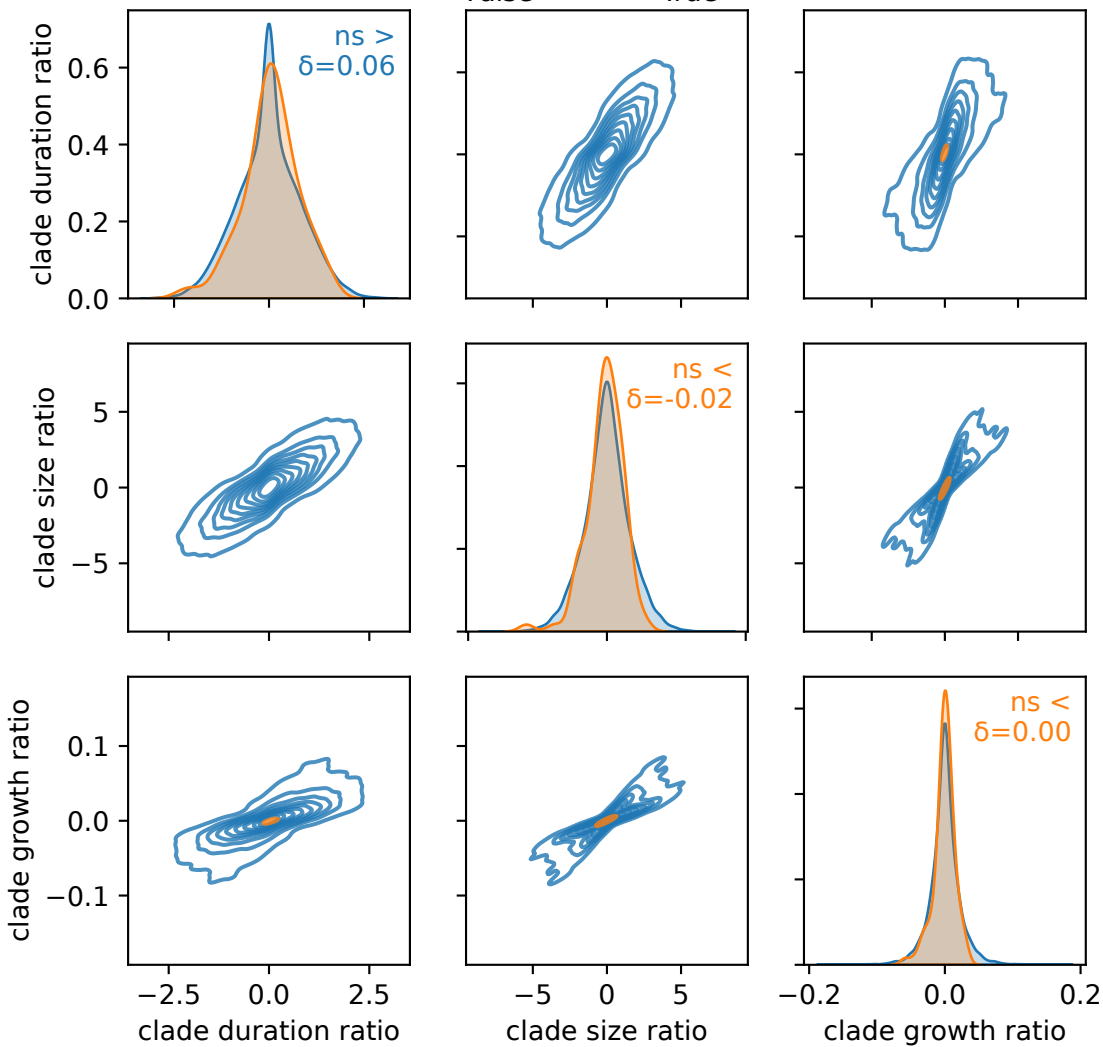 clade duration ratio
0.6
0.4
0.2
0.0
ns >
δ=0.06
clade size ratio
5
0
−5
ns <
δ=-0.02
clade growth ratio
0.1
0.0
−0.1
ns <
δ=0.00
−2.5 0.0 2.5
−5 0 5
−0.2 0.0 0.2
clade duration ratio
clade size ratio
clade growth ratio